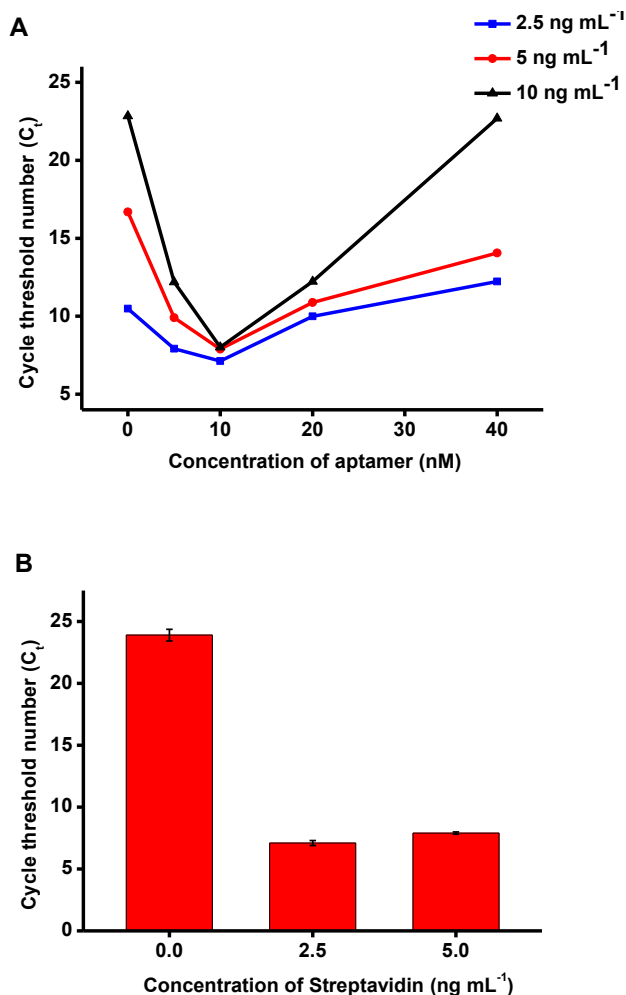 A
2.5 ng mL⁻¹
5 ng mL⁻¹
10 ng mL⁻¹
25
20
15
10
5
Cycle threshold number (Cₜ)
0 10 20 30 40
Concentration of aptamer (nM)
B
25
20
15
10
5
0
Cycle threshold number (Cₜ)
0.0 2.5 5.0
Concentration of Streptavidin (ng mL⁻¹)